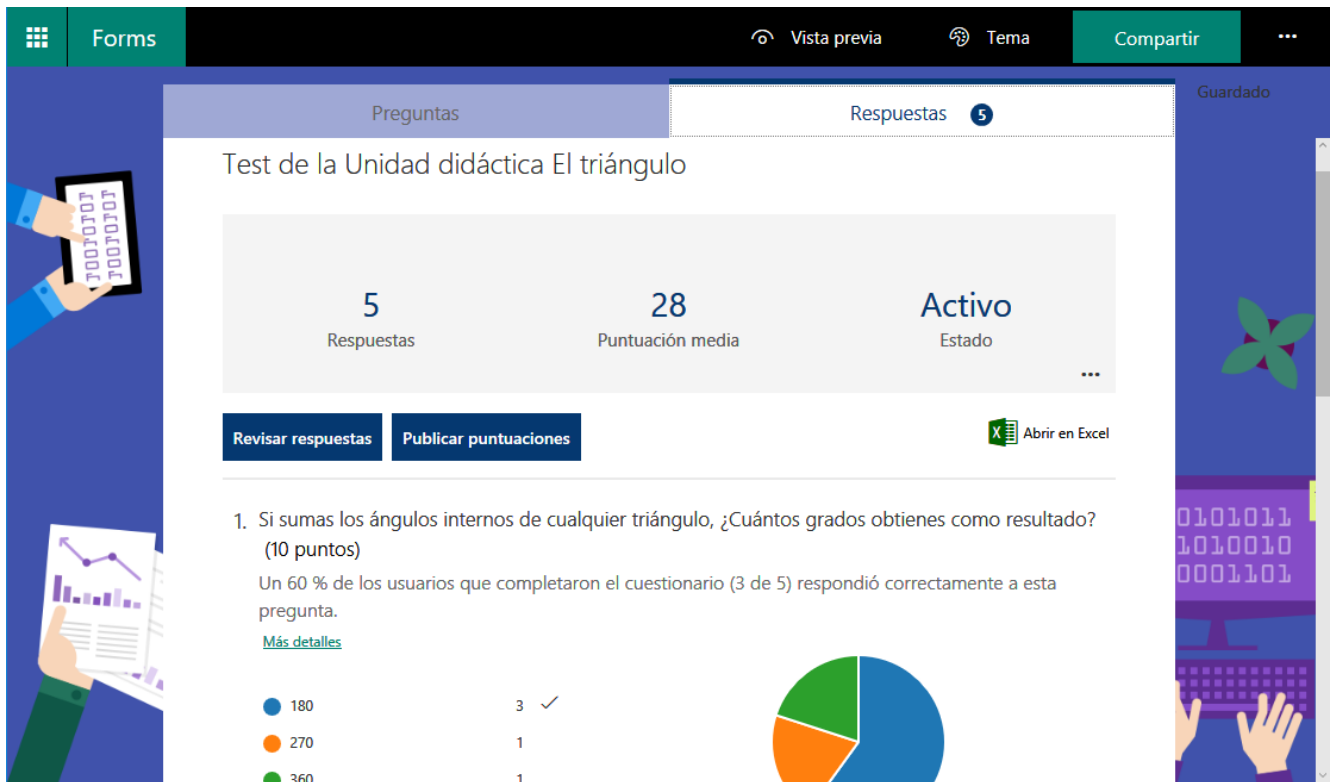 Forms
Vista previa
Tema
Compartir
Guardado
Preguntas
Respuestas 5
Test de la Unidad didáctica El triángulo
5
Respuestas
28
Puntuación media
Activo
Estado
Revisar respuestas
Publicar puntuaciones
Abrir en Excel
1. Si sumas los ángulos internos de cualquier triángulo, ¿Cuántos grados obtienes como resultado?
(10 puntos)
Un 60 % de los usuarios que completaron el cuestionario (3 de 5) respondió correctamente a esta
pregunta.
Más detalles
180 3
270 1
360 1
0101011
1010010
0001101